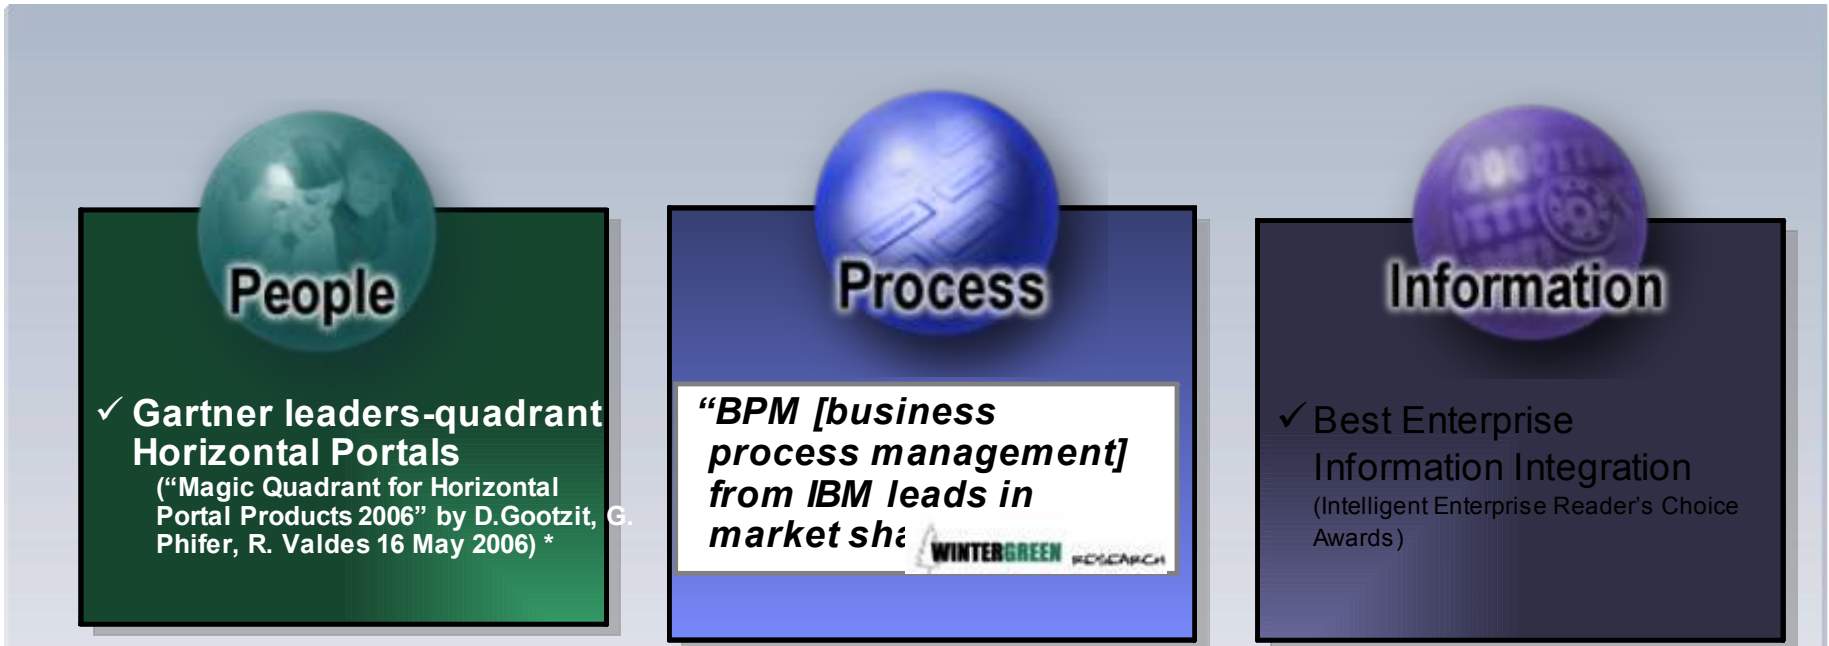 People
✓ Gartner leaders-quadrant
Horizontal Portals
(“Magic Quadrant for Horizontal
Portal Products 2006” by D.Gootzit, G.
Phifer, R. Valdes 16 May 2006) *
Process
“BPM [business
process management]
from IBM leads in
market sha
WINTERGREEN RESEARCH
Information
✓ Best Enterprise
Information Integration
(Intelligent Enterprise Reader’s Choice
Awards)